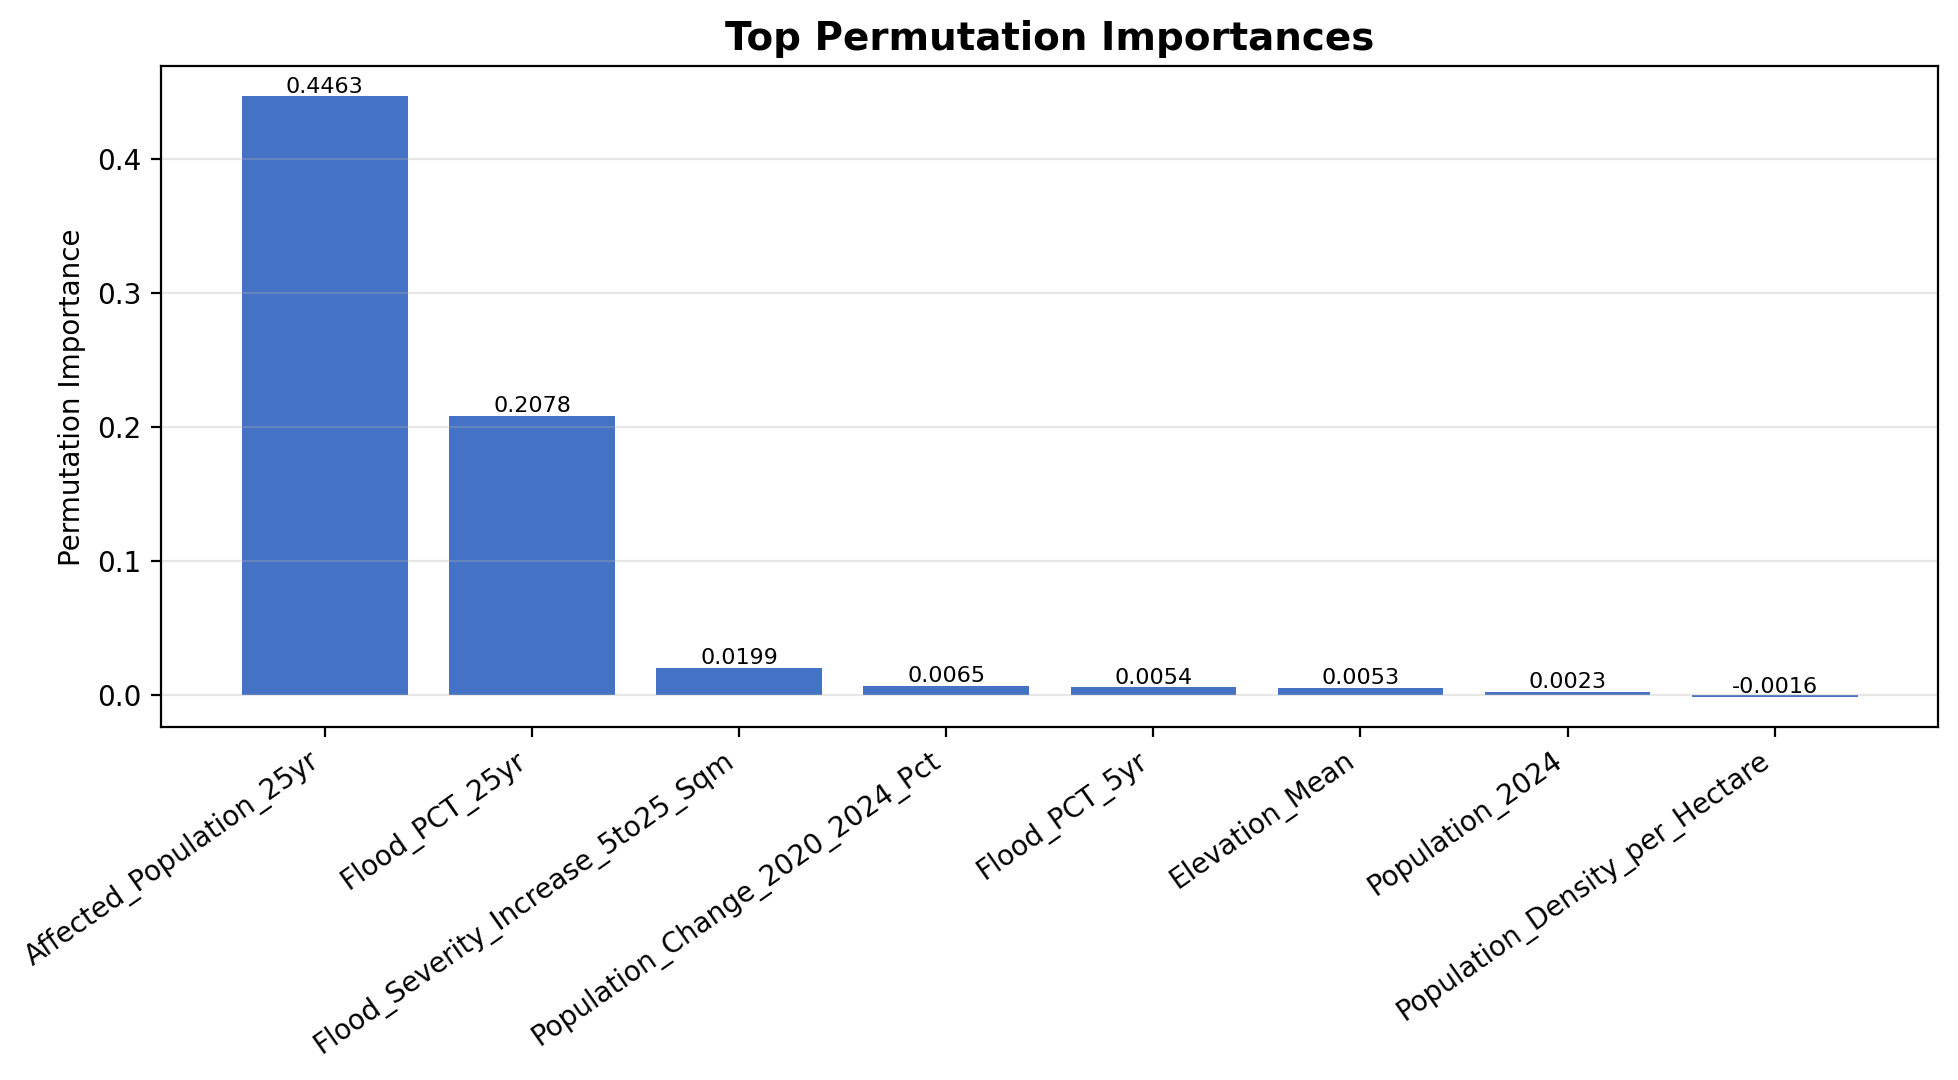 Top Permutation Importances
Permutation Importance
0.4
0.3
0.2
0.1
0.0
0.4463
0.2078
0.0199
0.0065
0.0054
0.0053
0.0023
-0.0016
Affected_Population_25yr
Flood_PCT_25yr
Flood_Severity_Increase_5to25_Sqm
Population_Change_2020_2024_Pct
Flood_PCT_5yr
Elevation_Mean
Population_2024
Population_Density_per_Hectare